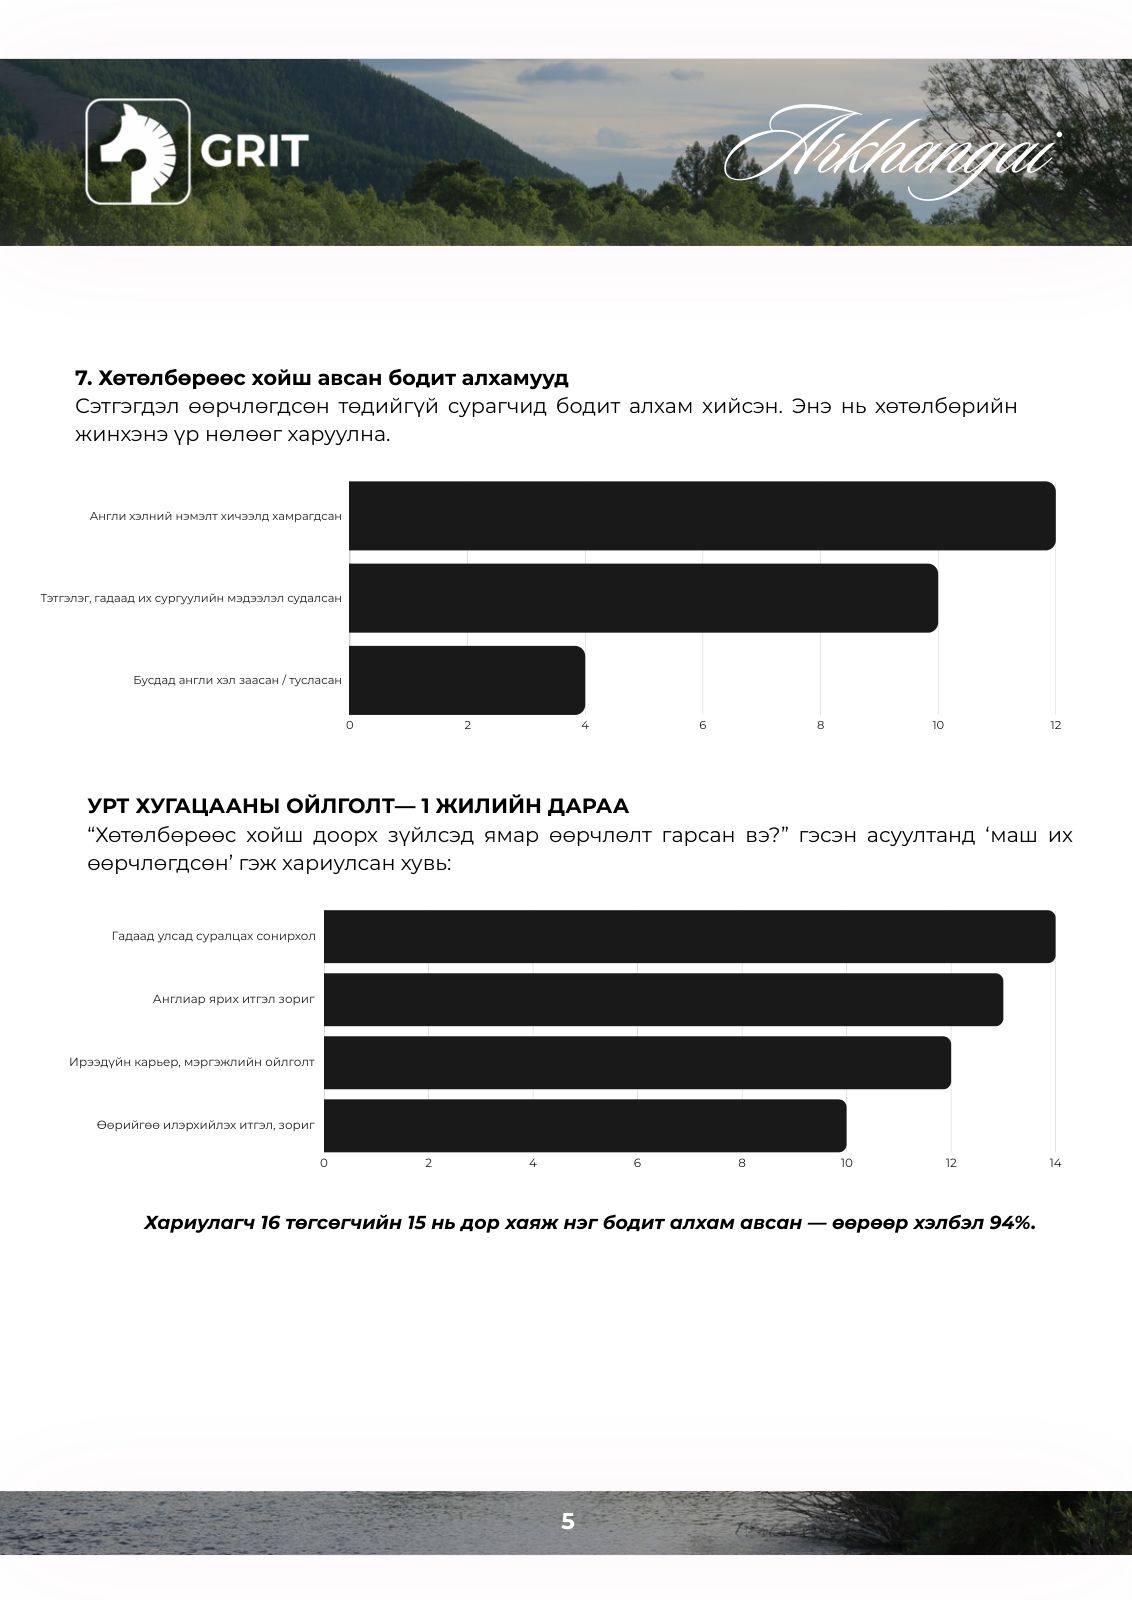 GRIT
Arkhangai
7. Хөтөлбөрөөс хойш авсан бодит алхамууд
Сэтгэгдэл өөрчлөгдсөн төдийгүй сурагчид бодит алхам хийсэн. Энэ нь хөтөлбөрийн
жинхэнэ үр нөлөөг харуулна.
Англи хэлний нэмэлт хичээлд хамрагдсан
Тэтгэлэг, гадаад их сургуулийн мэдээлэл судалсан
Бусдад англи хэл заасан / тусласан
0 2 4 6 8 10 12
УРТ ХУГАЦААНЫ ОЙЛГОЛТ— 1 ЖИЛИЙН ДАРАА
“Хөтөлбөрөөс хойш доорх зүйлсэд ямар өөрчлөлт гарсан вэ?” гэсэн асуултанд ‘маш их
өөрчлөгдсөн’ гэж хариулсан хувь:
Гадаад улсад суралцах сонирхол
Англиар ярих итгэл зориг
Ирээдүйн карьер, мэргэжлийн ойлголт
Өөрийгөө илэрхийлэх итгэл, зориг
0 2 4 6 8 10 12 14
Хариулагч 16 төгсөгчийн 15 нь дор хаяж нэг бодит алхам авсан — өөрөөр хэлбэл 94%.
5